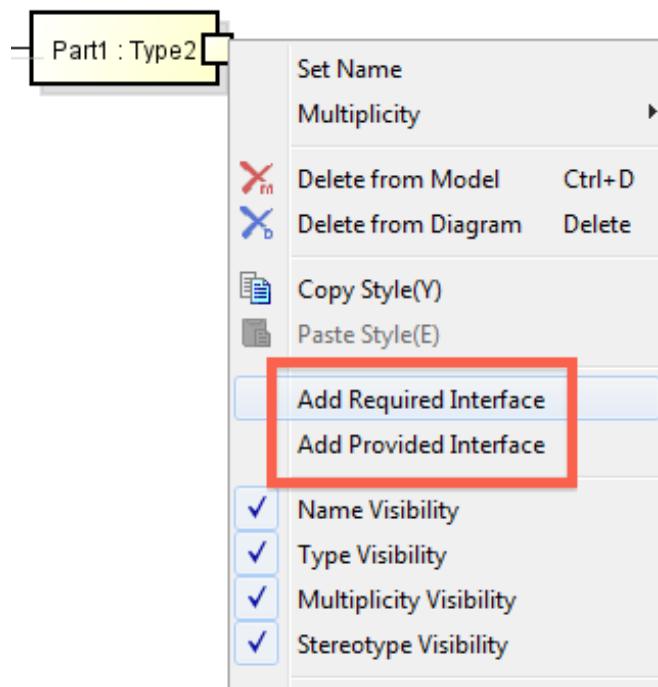 Part1 : Type2
Set Name
Multiplicity
Delete from Model Ctrl+D
Delete from Diagram Delete
Copy Style(Y)
Paste Style(E)
Add Required Interface
Add Provided Interface
Name Visibility
Type Visibility
Multiplicity Visibility
Stereotype Visibility